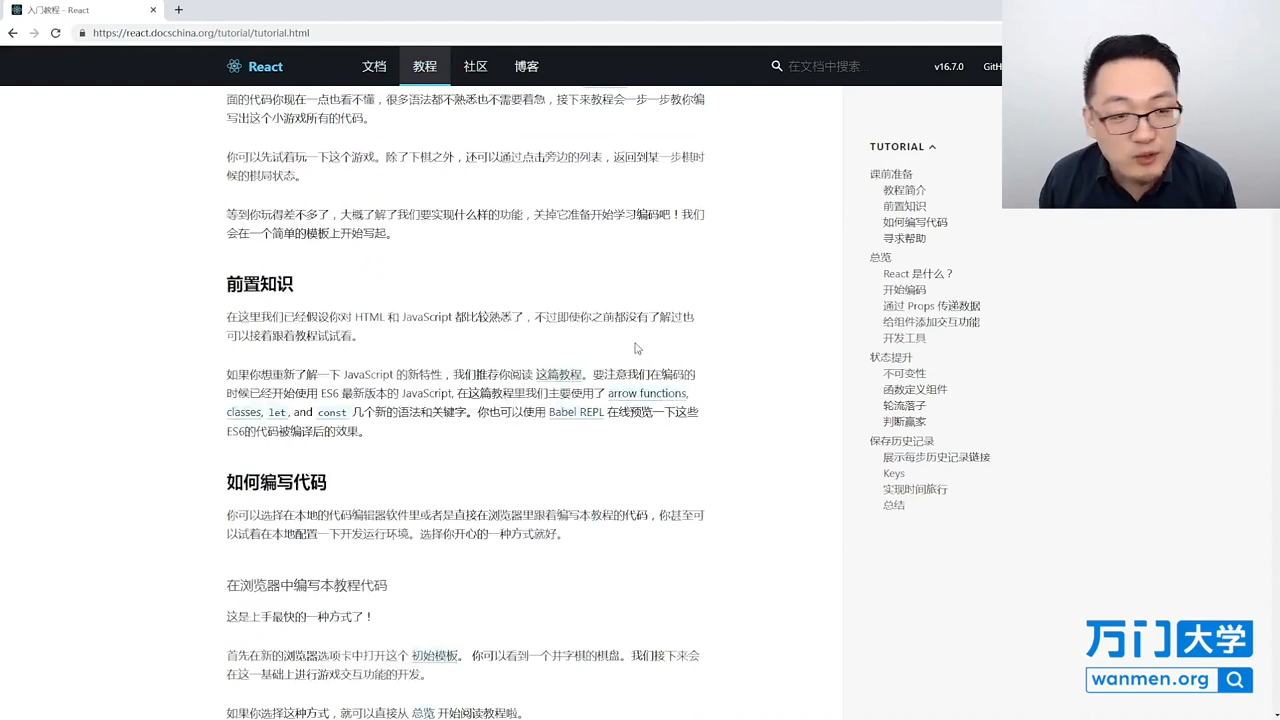 入门教程 - React
https://react.docschina.org/tutorial/tutorial.html
React
文档
教程
社区
博客
在文档中搜索...
v16.7.0
GitH
面的代码你现在一点也看不懂，很多语法都不熟悉也不需要着急，接下来教程会一步一步教你编
写出这个小游戏所有的代码。
你可以先试着玩一下这个游戏。除了下棋之外，还可以通过点击旁边的列表，返回到某一步棋时
候的棋局状态。
等到你玩得差不多了，大概了解了我们要实现什么样的功能，关掉它准备开始学习编码吧！我们
会在一个简单的模板上开始写起。
前置知识
在这里我们已经假设你对 HTML 和 JavaScript 都比较熟悉了，不过即使你之前都没有了解过也
可以接着跟着教程试试看。
如果你想重新了解一下 JavaScript 的新特性，我们推荐你阅读 这篇教程。要注意我们在编码的
时候已经开始使用 ES6 最新版本的 JavaScript, 在这篇教程里我们主要使用了 arrow functions,
classes, let, and const 几个新的语法和关键字。你也可以使用 Babel REPL 在线预览一下这些
ES6的代码被编译后的效果。
如何编写代码
你可以选择在本地的代码编辑器软件里或者是直接在浏览器里跟着编写本教程的代码，你甚至可
以试着在本地配置一下开发运行环境。选择你开心的一种方式就好。
在浏览器中编写本教程代码
这是上手最快的一种方式了！
首先在新的浏览器选项卡中打开这个 初始模板。 你可以看到一个井字棋的棋盘。我们接下来会
在这一基础上进行游戏交互功能的开发。
如果你选择这种方式，就可以直接从 总览 开始阅读教程啦。
TUTORIAL
课前准备
教程简介
前置知识
如何编写代码
寻求帮助
总览
React 是什么？
开始编码
通过 Props 传递数据
给组件添加交互功能
开发工具
状态提升
不可变性
函数定义组件
轮流落子
判断赢家
保存历史记录
展示每步历史记录链接
Keys
实现时间旅行
总结
万门大学
wanmen.org